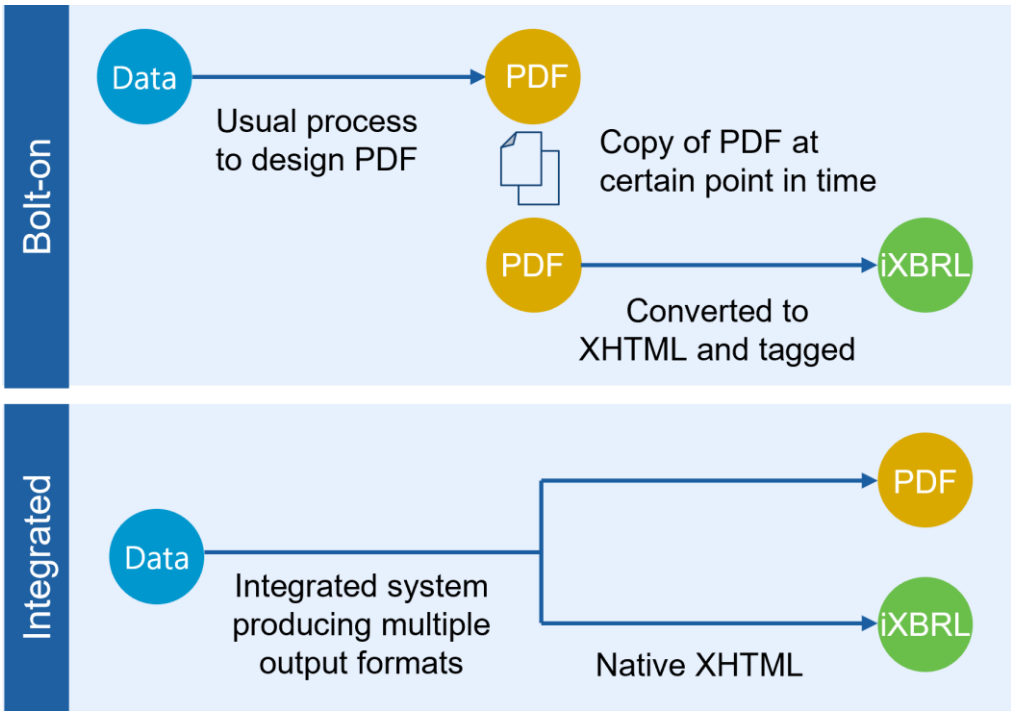 Bolt-on
Data
PDF
Usual process
to design PDF
Copy of PDF at
certain point in time
PDF
iXBRL
Converted to
XHTML and tagged
Integrated
Data
PDF
Integrated system
producing multiple
output formats
iXBRL
Native XHTML